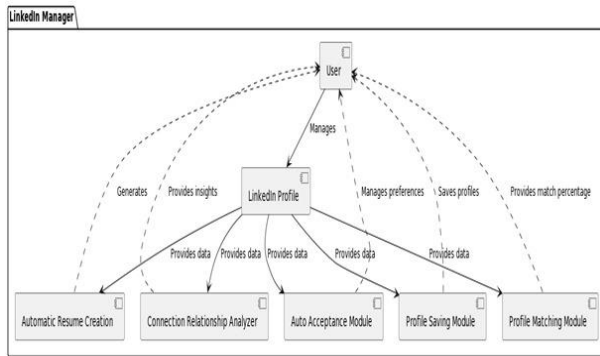 LinkedIn Manager
User
Manages
Generates
Provides insights
Manages preferences
Saves profiles
Provides match percentage
LinkedIn Profile
Provides data
Provides data
Provides data
Provides data
Provides data
Automatic Resume Creation
Connection Relationship Analyzer
Auto Acceptance Module
Profile Saving Module
Profile Matching Module